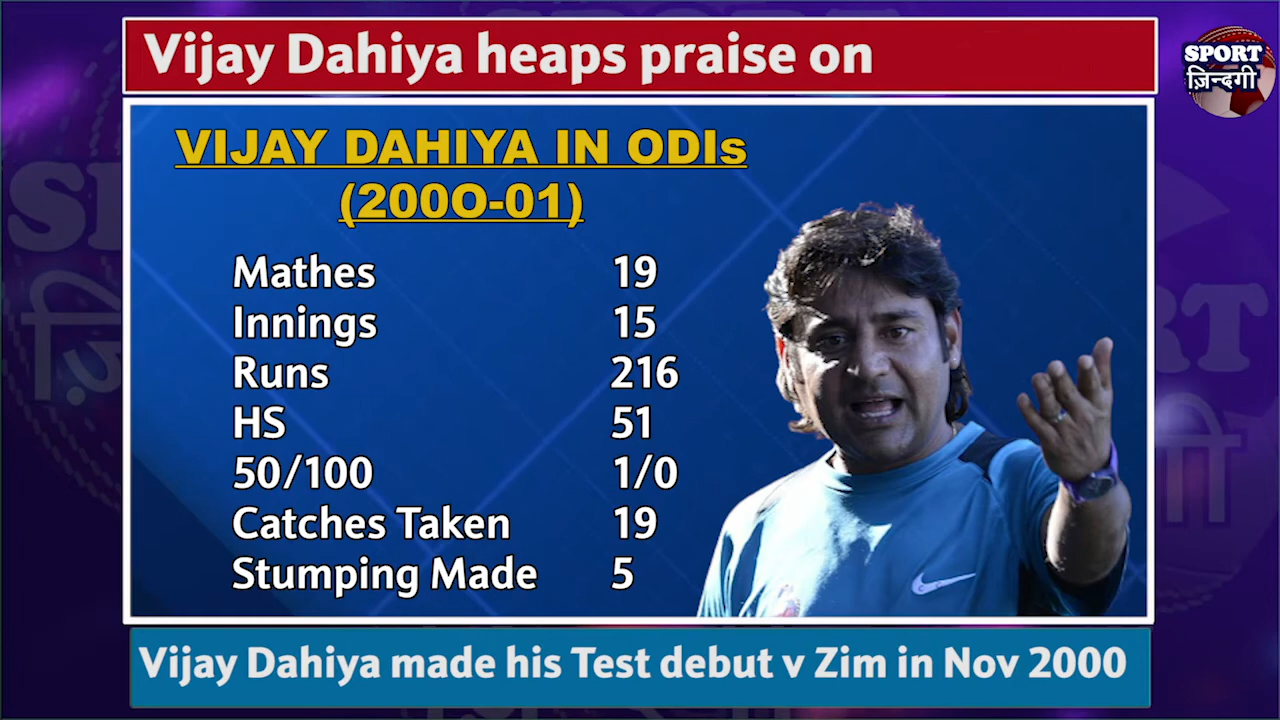 Vijay Dahiya heaps praise on
SPORT
ज़िन्दगी
VIJAY DAHIYA IN ODIs
(200O-01)
Mathes 19
Innings 15
Runs 216
HS 51
50/100 1/0
Catches Taken 19
Stumping Made 5
Vijay Dahiya made his Test debut v Zim in Nov 2000